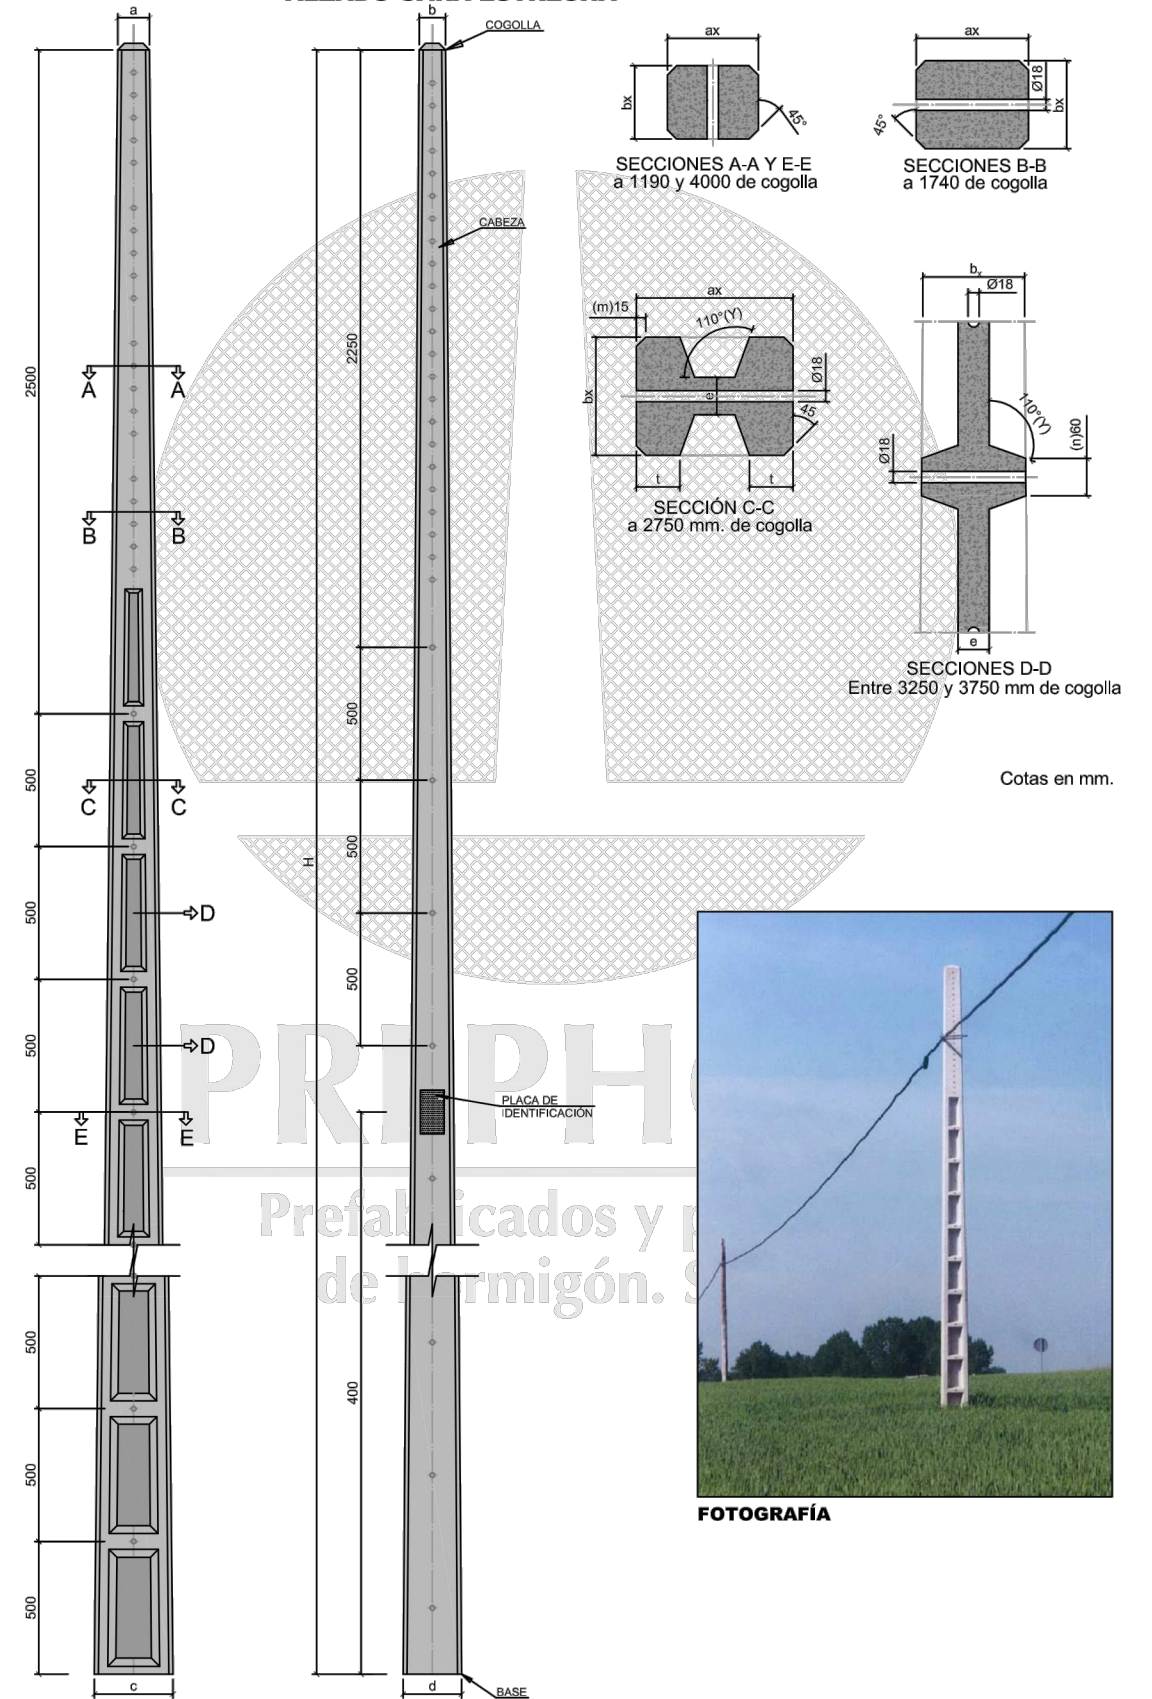 a
b
COGOLLA
CABEZA
2500
2250
A A
B B
C C
D
D
E E
500
500
500
500
500
500
500
500
500
500
H
400
PLACA DE
IDENTIFICACIÓN
c
d
BASE
ax
bx
45°
SECCIONES A-A Y E-E
a 1190 y 4000 de cogolla
ax
Ø18
bx
45°
SECCIONES B-B
a 1740 de cogolla
ax
(m)15
110°(Y)
Ø18
bx
e
45
t t
SECCIÓN C-C
a 2750 mm. de cogolla
bx
Ø18
110°(Y)
Ø18
(n)60
e
SECCIONES D-D
Entre 3250 y 3750 mm de cogolla
Cotas en mm.
Prefabricados y
de hormigón. S
FOTOGRAFÍA